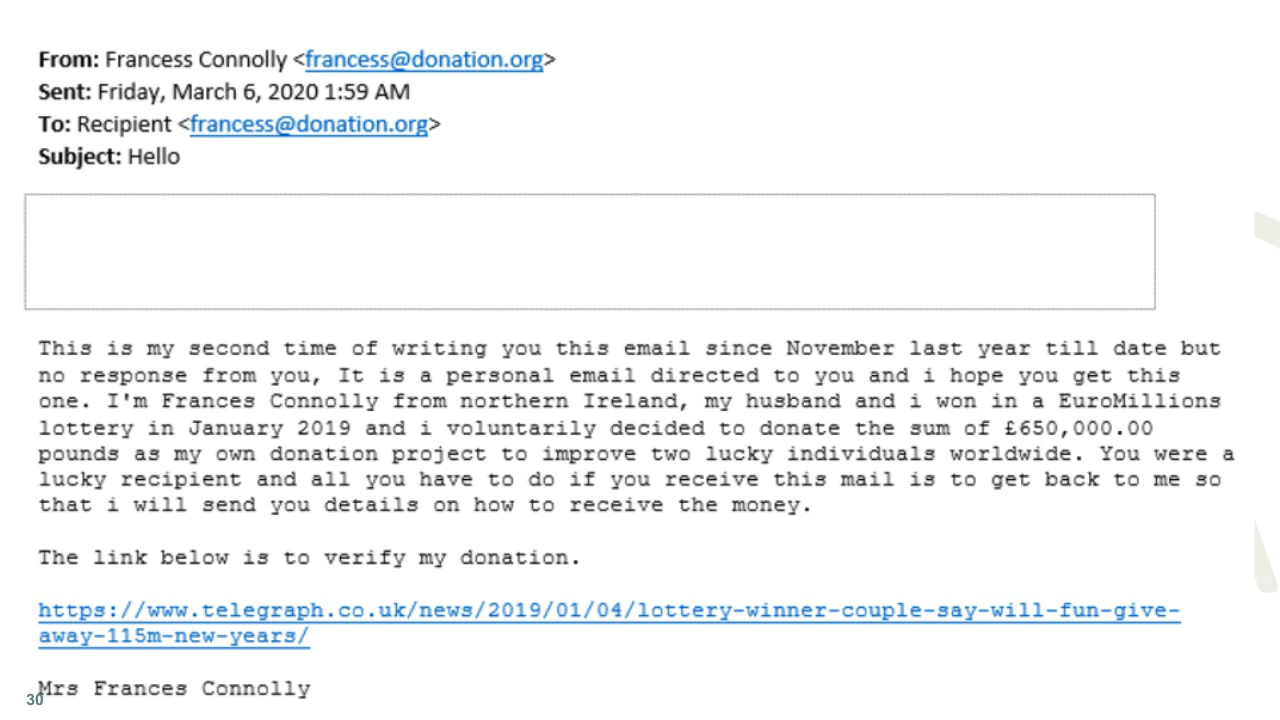 From: Francess Connolly <francess@donation.org>
Sent: Friday, March 6, 2020 1:59 AM
To: Recipient <francess@donation.org>
Subject: Hello
This is my second time of writing you this email since November last year till date but
no response from you, It is a personal email directed to you and i hope you get this
one. I'm Frances Connolly from northern Ireland, my husband and i won in a EuroMillions
lottery in January 2019 and i voluntarily decided to donate the sum of £650,000.00
pounds as my own donation project to improve two lucky individuals worldwide. You were a
lucky recipient and all you have to do if you receive this mail is to get back to me so
that i will send you details on how to receive the money.
The link below is to verify my donation.
https://www.telegraph.co.uk/news/2019/01/04/lottery-winner-couple-say-will-fun-give-
away-115m-new-years/
Mrs Frances Connolly
30